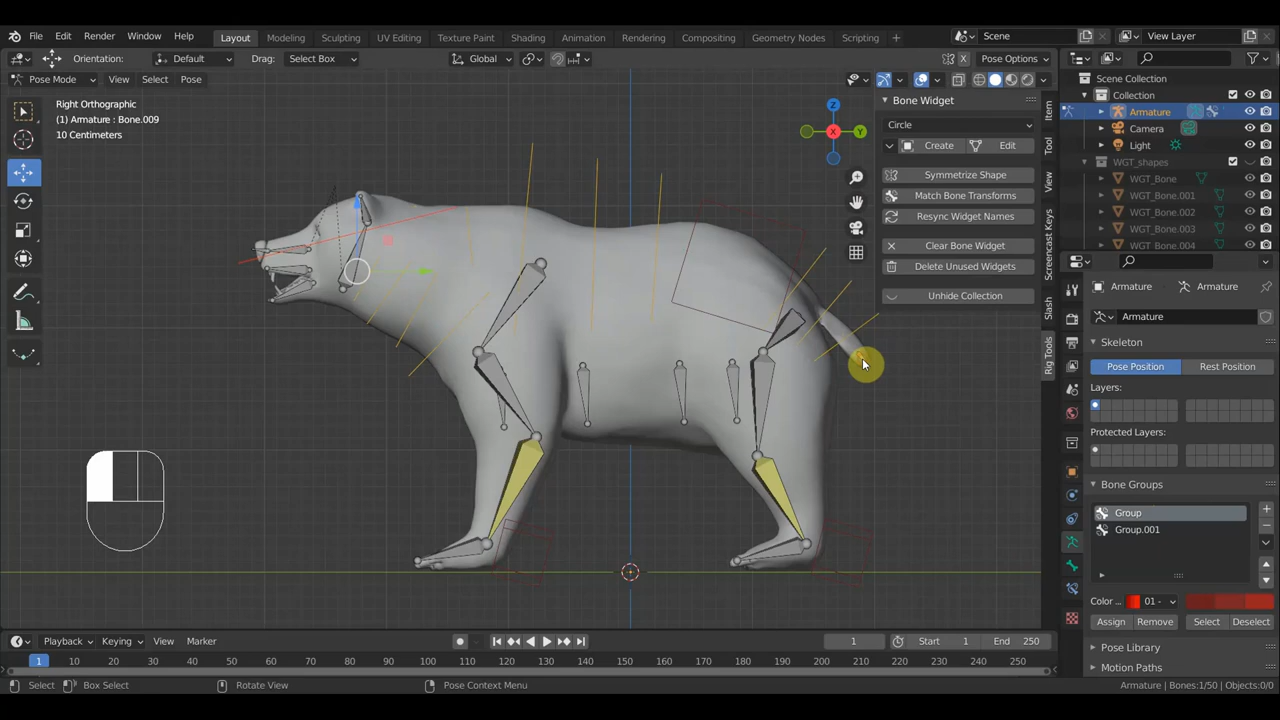 File Edit Render Window Help Layout Modeling Sculpting UV Editing Texture Paint Shading Animation Rendering Compositing Geometry Nodes Scripting + Scene View Layer
Orientation: Default Drag: Select Box Global X Pose Options
Pose Mode View Select Pose
Scene Collection
Collection
Armature
Camera
Light
WGT_shapes
WGT_Bone
WGT_Bone.001
WGT_Bone.002
WGT_Bone.003
WGT_Bone.004
Right Orthographic
(1) Armature : Bone.009
10 Centimeters
Z
X
Y
Bone Widget
Circle
Create Edit
Symmetrize Shape
Match Bone Transforms
Resync Widget Names
Clear Bone Widget
Delete Unused Widgets
Unhide Collection
Item
Tool
View
Screencast Keys
Slash
Rig Tools
Armature Armature
Armature
Skeleton
Pose Position Rest Position
Layers:
Protected Layers:
Bone Groups
Group
Group.001
Color ... 01 -
Assign Remove Select Deselect
Pose Library
Motion Paths
Playback Keying View Marker 1 Start 1 End 250
1 10 20 30 40 50 60 70 80 90 100 110 120 130 140 150 160 170 180 190 200 210 220 230 240 250
Select Box Select Rotate View Pose Context Menu Armature | Bones:1/50 | Objects:0/0